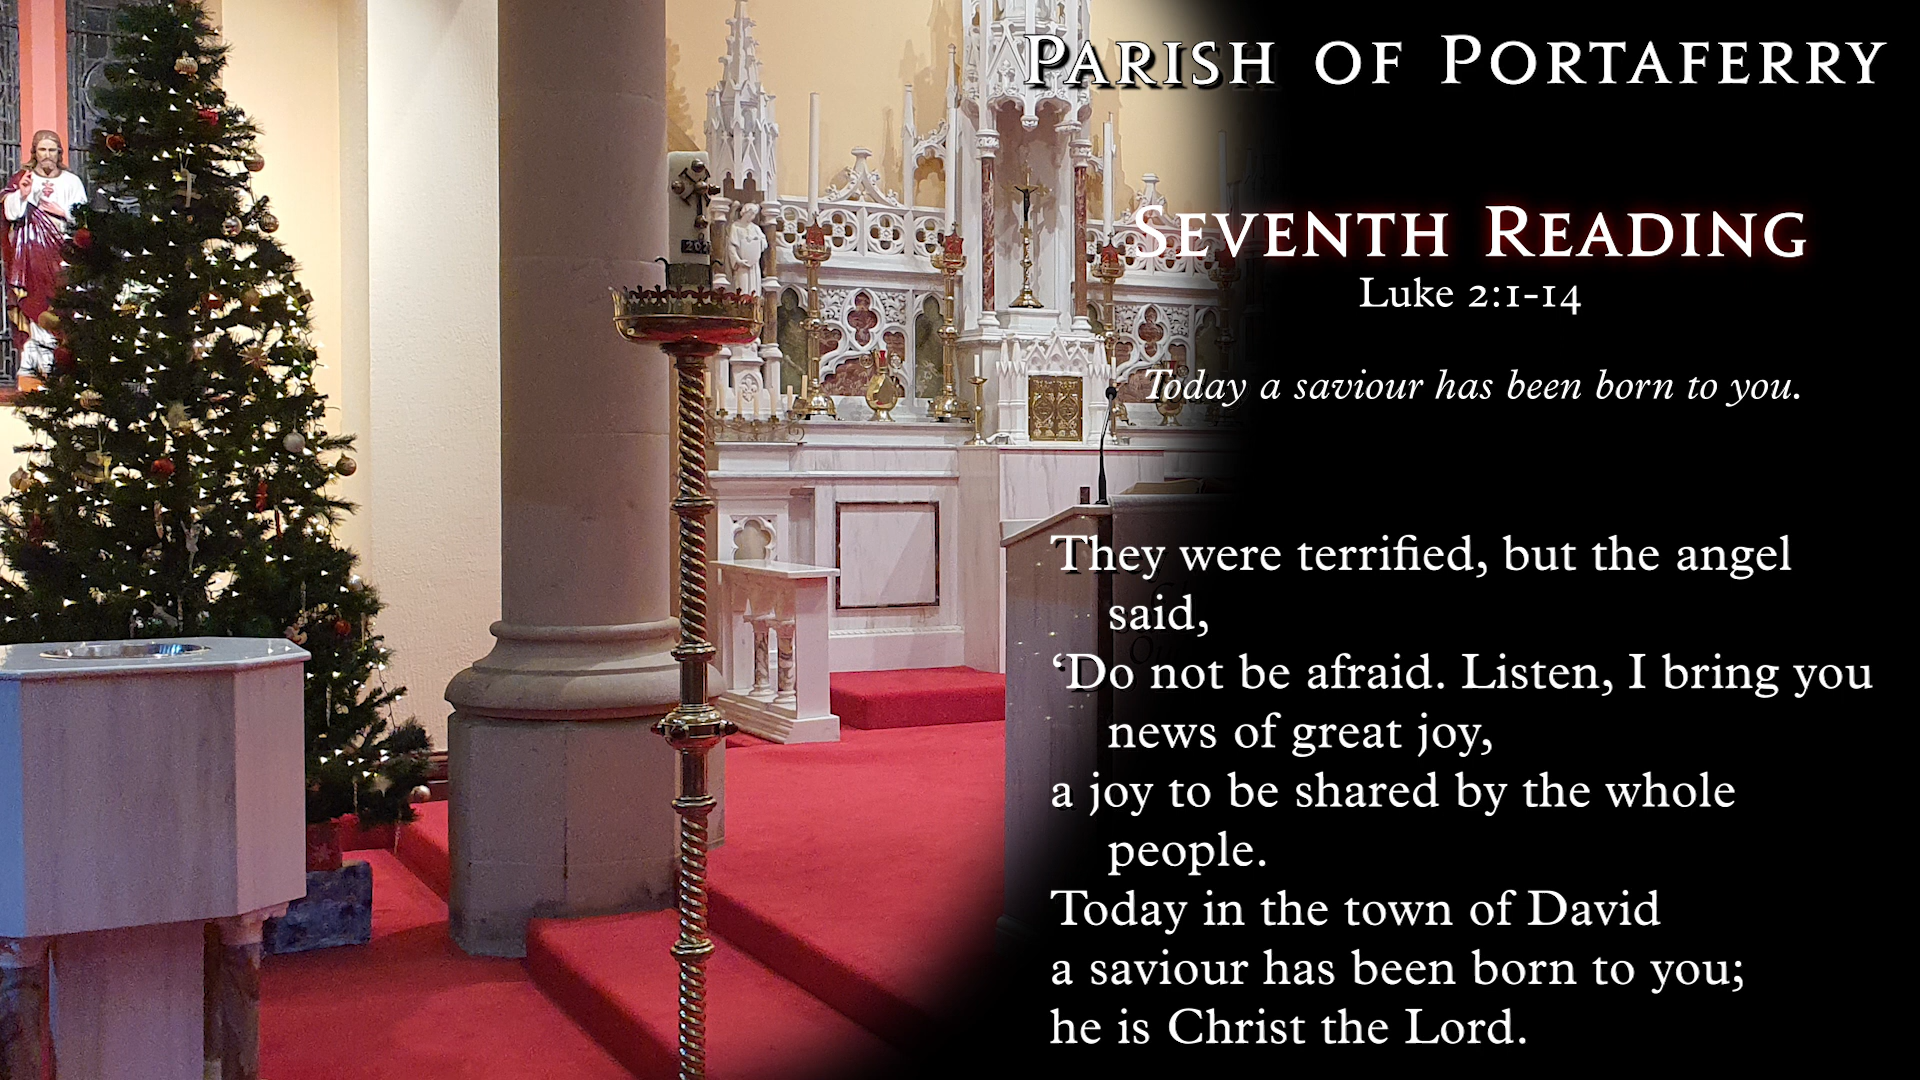 Parish of Portaferry
Seventh Reading
Luke 2:1-14
Today a saviour has been born to you.
They were terrified, but the angel
said,
‘Do not be afraid. Listen, I bring you
news of great joy,
a joy to be shared by the whole
people.
Today in the town of David
a saviour has been born to you;
he is Christ the Lord.